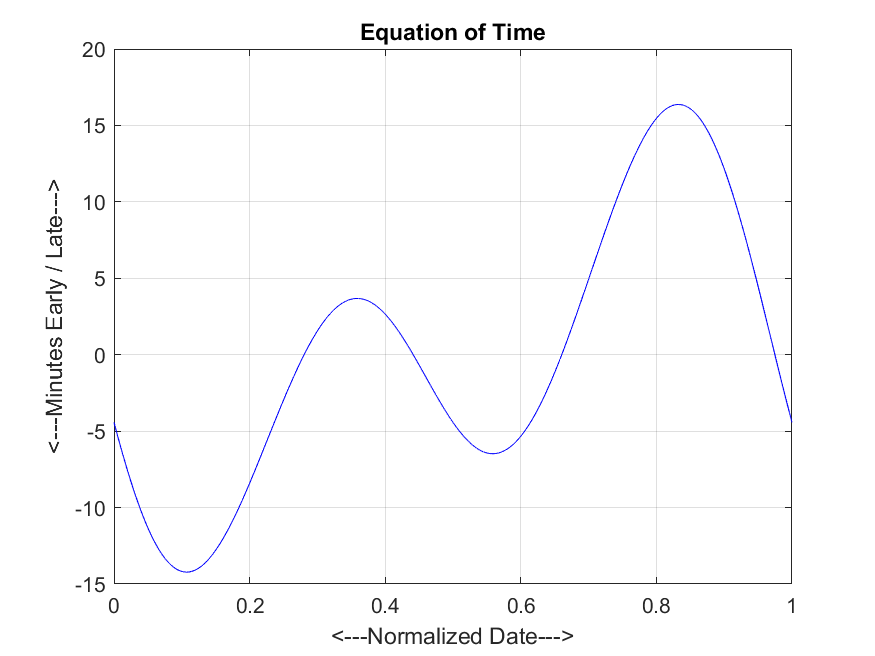 Equation of Time
20
15
10
5
0
-5
-10
-15
<---Minutes Early / Late--->
0 0.2 0.4 0.6 0.8 1
<---Normalized Date--->